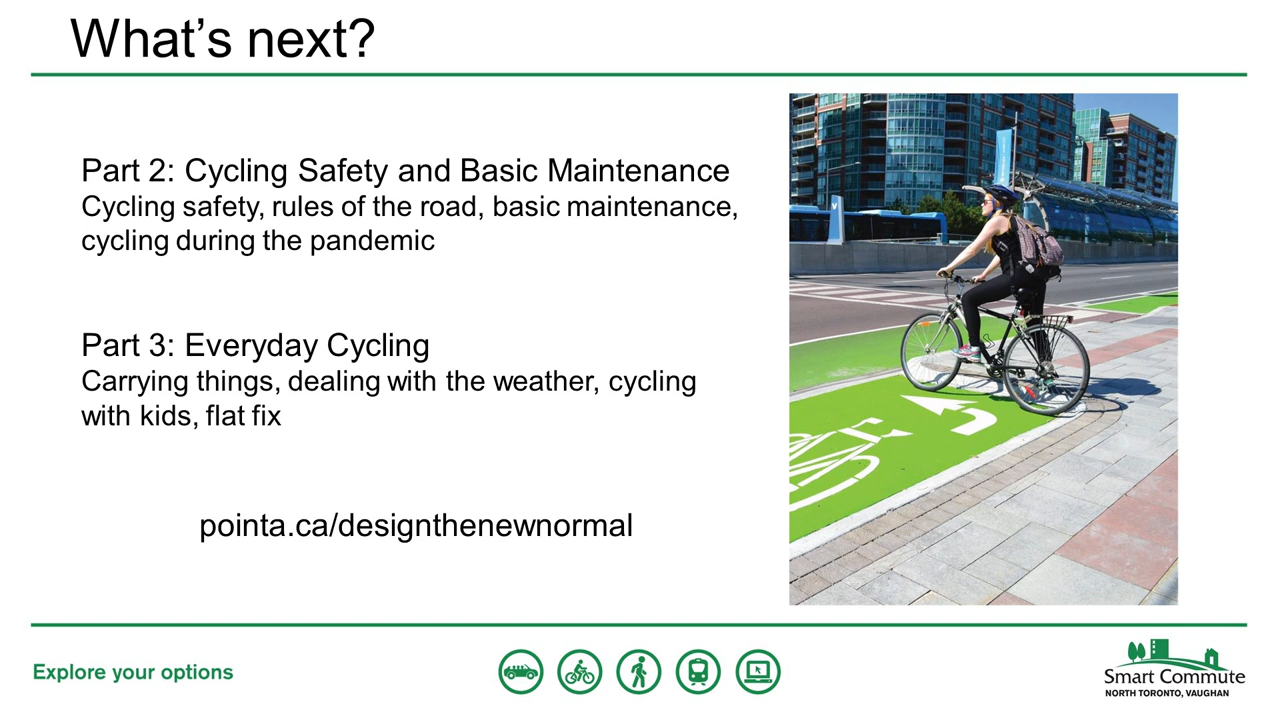 What's next?
Part 2: Cycling Safety and Basic Maintenance
Cycling safety, rules of the road, basic maintenance,
cycling during the pandemic
Part 3: Everyday Cycling
Carrying things, dealing with the weather, cycling
with kids, flat fix
pointa.ca/designthenewnormal
Explore your options
Smart Commute
NORTH TORONTO, VAUGHAN